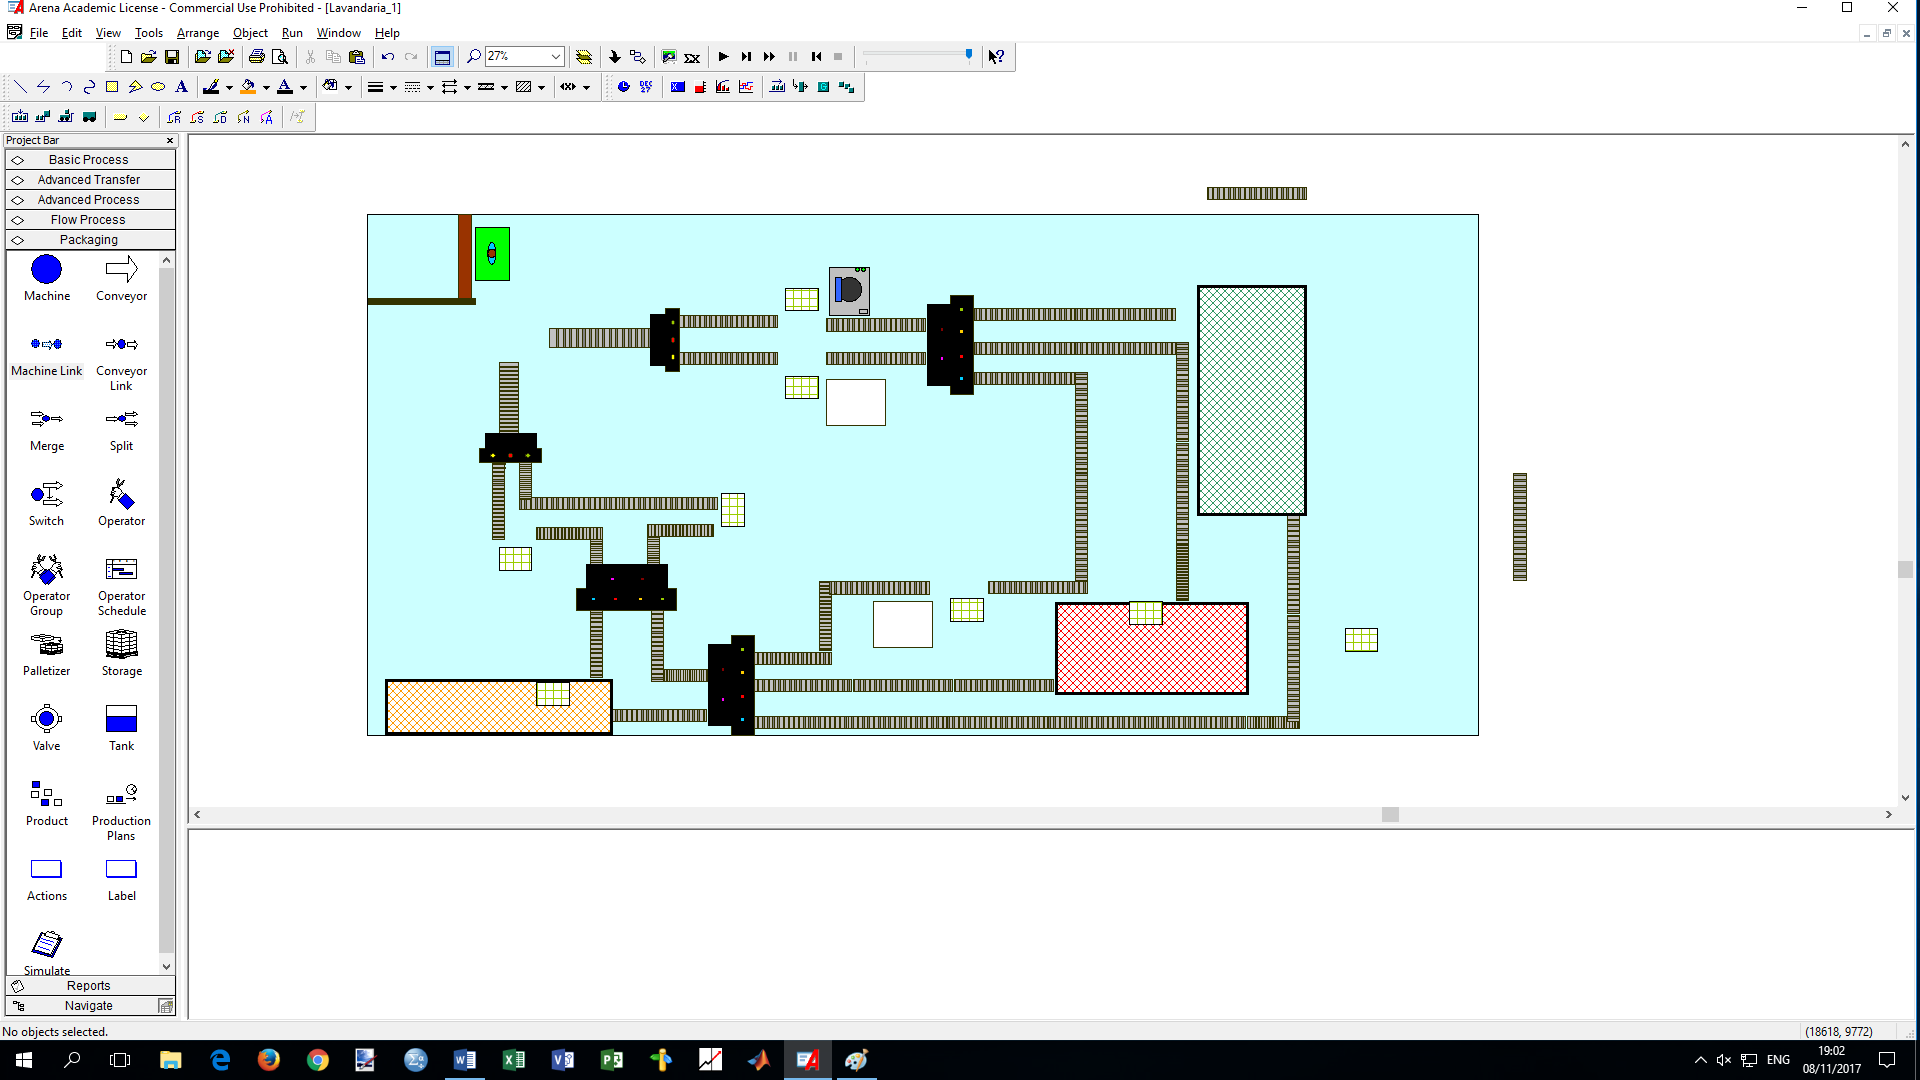 Arena Academic License - Commercial Use Prohibited - [Lavandaria_1]
File Edit View Tools Arrange Object Run Window Help
27%
A A DEC 27
R S D N A
Project Bar
Basic Process
Advanced Transfer
Advanced Process
Flow Process
Packaging
Machine Conveyor
Machine Link Conveyor Link
Merge Split
Switch Operator
Operator Group Operator Schedule
Palletizer Storage
Valve Tank
Product Production Plans
Actions Label
Simulate
Reports
Navigate
No objects selected.
(18618, 9772)
ENG
19:02
08/11/2017